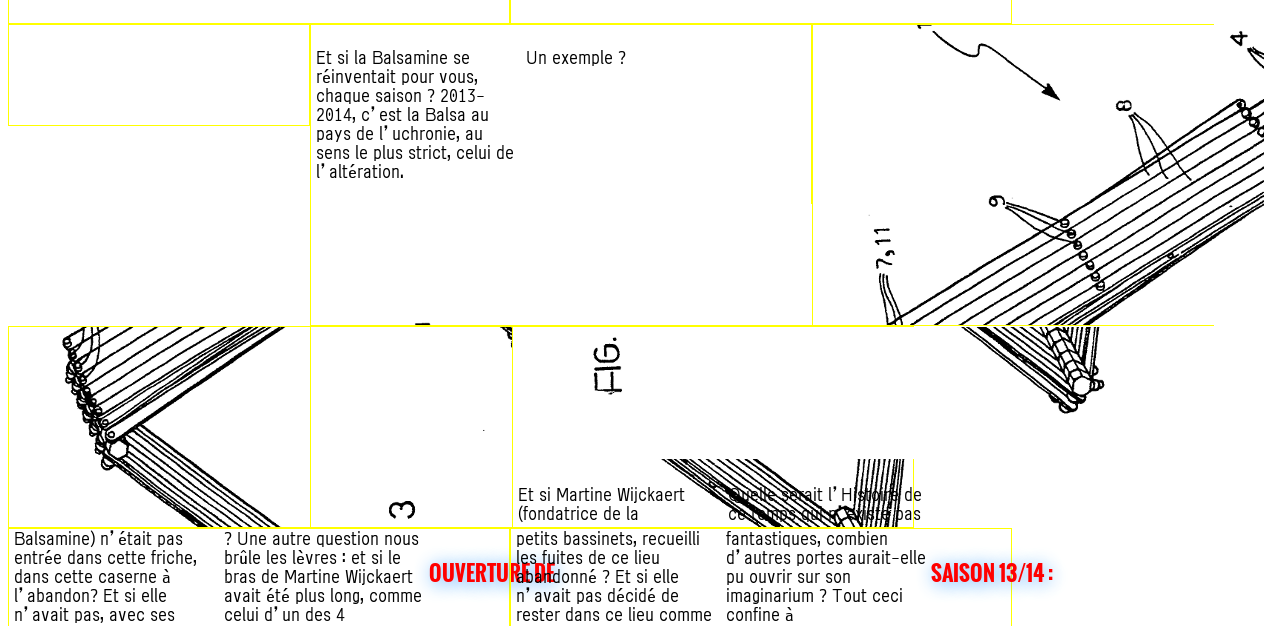 Et si la Balsamine se
réinventait pour vous,
chaque saison ? 2013-
2014, c’est la Balsa au
pays de l’uchronie, au
sens le plus strict, celui de
l’altération.
Un exemple ?
4
8
9
7,11
FIG.
3
Et si Martine Wijckaert
(fondatrice de la
Quelle serait l’Histoire de
ce temps qui n’existe pas
Balsamine) n’était pas
entrée dans cette friche,
dans cette caserne à
l’abandon? Et si elle
n’avait pas, avec ses
? Une autre question nous
brûle les lèvres : et si le
bras de Martine Wijckaert
avait été plus long, comme
celui d’un des 4
OUVERTURE DE
petits bassinets, recueilli
les fuites de ce lieu
abandonné ? Et si elle
n’avait pas décidé de
rester dans ce lieu comme
fantastiques, combien
d’autres portes aurait-elle
pu ouvrir sur son
imaginarium ? Tout ceci
confine à
SAISON 13/14 :